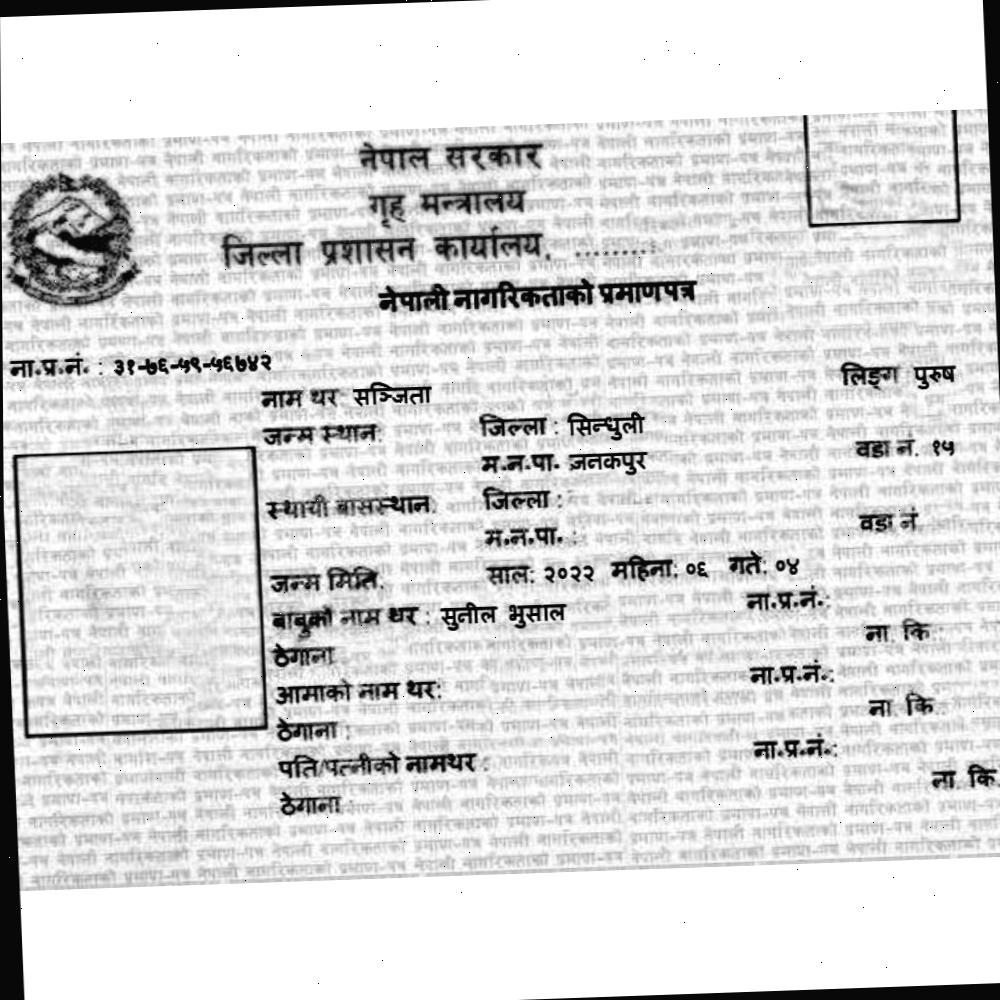 नेपाल सरकार
गृह मन्त्रालय
जिल्ला प्रशासन कार्यालय, .........
नेपाली नागरिकताको प्रमाणपत्र
ना.प्र.नं. : ३१-७६-५९-५६७४२
लिङ्ग पुरुष
नाम थर: सञ्जिता
जन्म स्थान: जिल्ला : सिन्धुली
म.न.पा. जनकपुर वडा नं. १५
स्थायी बासस्थान: जिल्ला :
म.न.पा. : वडा नं
जन्म मिति: साल: २०२२ महिना: ०६ गते: ०४
बाबुको नाम थर : सुनील भुसाल ना.प्र.नं.:
ठेगाना ना. कि.:
आमाको नाम थर: ना.प्र.नं.:
ठेगाना : ना. कि.:
पति/पत्नीको नामथर : ना.प्र.नं.:
ठेगाना : ना. कि